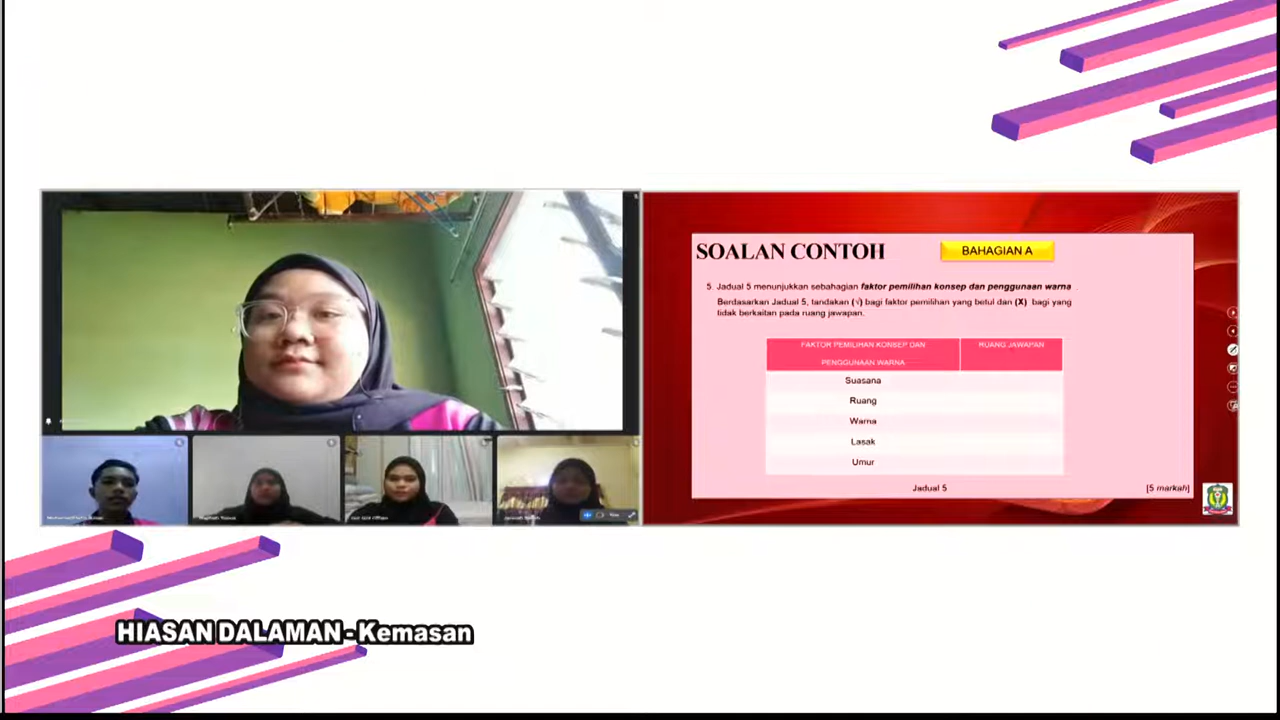 SOALAN CONTOH
BAHAGIAN A
5. Jadual 5 menunjukkan sebahagian faktor pemilihan konsep dan penggunaan warna
Berdasarkan Jadual 5, tandakan (√) bagi faktor pemilihan yang betul dan (X) bagi yang
tidak berkaitan pada ruang jawapan.
FAKTOR PEMILIHAN KONSEP DAN
PENGGUNAAN WARNA
RUANG JAWAPAN
Suasana
Ruang
Warna
Lasak
Umur
Jadual 5
[5 markah]
HIASAN DALAMAN - Kemasan